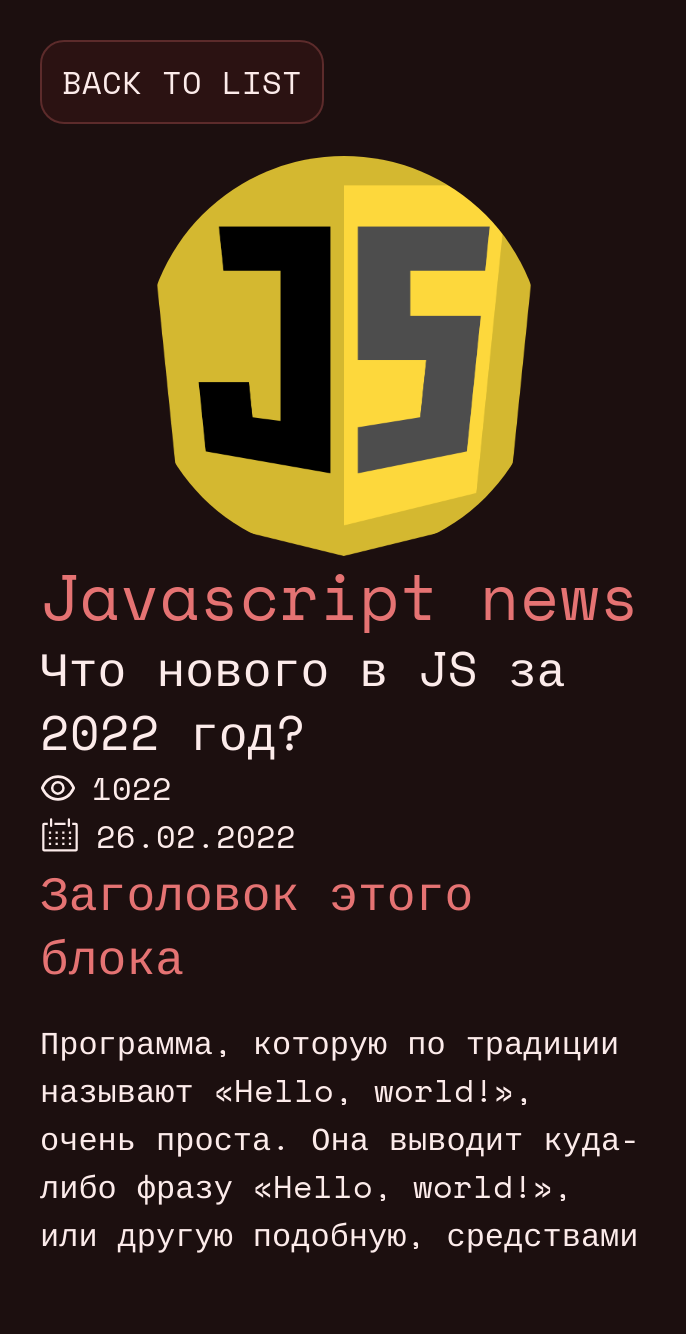 BACK TO LIST
JS
Javascript news
Что нового в JS за
2022 год?
1022
26.02.2022
Заголовок этого
блока
Программа, которую по традиции
называют «Hello, world!»,
очень проста. Она выводит куда-
либо фразу «Hello, world!»,
или другую подобную, средствами